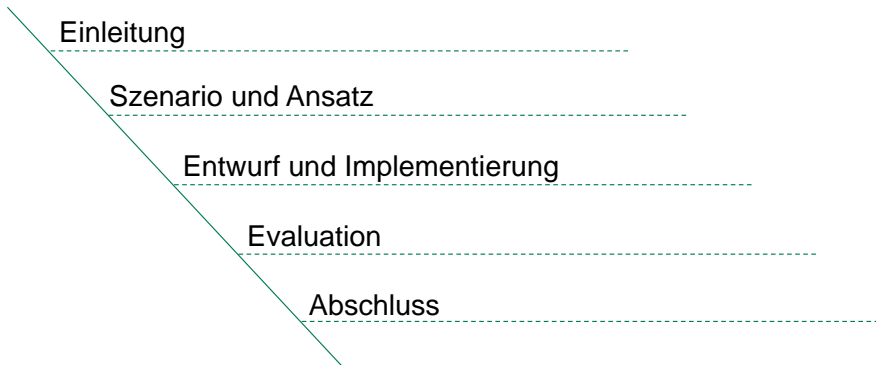 Einleitung
Szenario und Ansatz
Entwurf und Implementierung
Evaluation
Abschluss